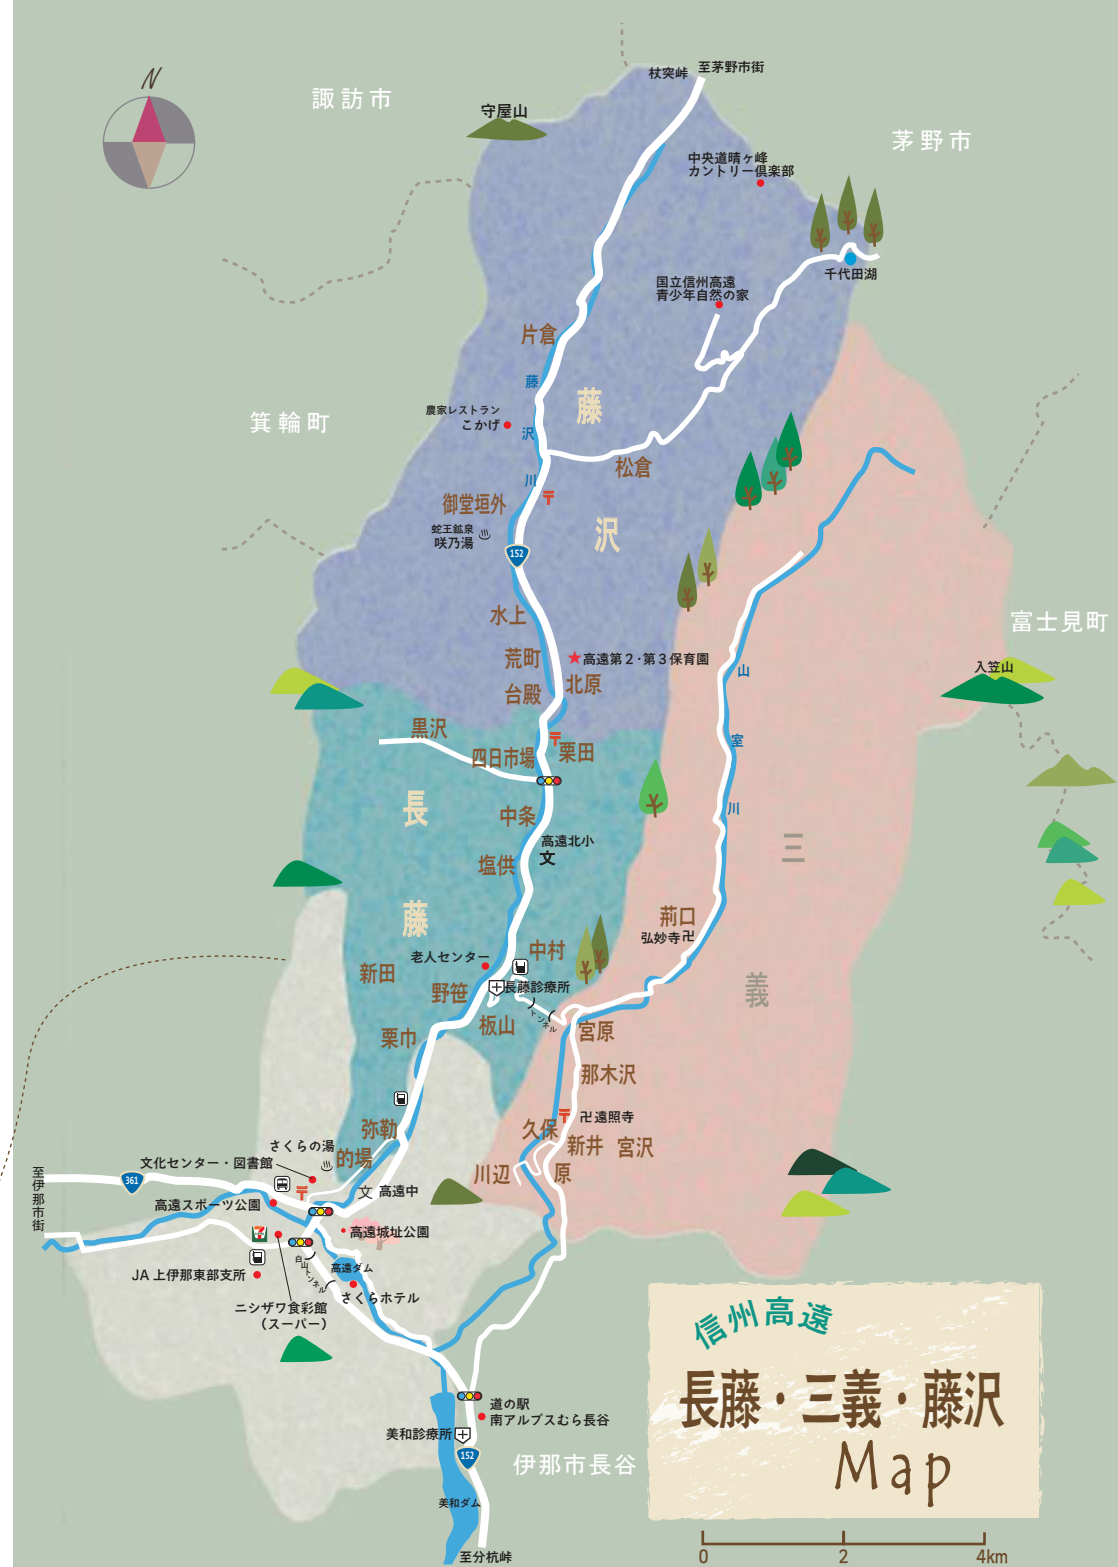 N
諏訪市
守屋山
杖突峠
至茅野市街
茅野市
中央道晴ヶ峰
カントリー倶楽部
千代田湖
国立信州高遠
青少年自然の家
片倉
藤沢川
藤沢
農家レストラン
こかげ
箕輪町
松倉
御堂垣外
蛇王鉱泉
咲乃湯
152
水上
荒町
高遠第2・第3保育園
台殿
北原
富士見町
入笠山
山室川
黒沢
四日市場
栗田
長藤
中条
高遠北小
文
塩供
三義
荊口
弘妙寺卍
老人センター
中村
新田
野笹
長藤診療所
トンネル
板山
栗巾
宮原
那木沢
卍遠照寺
久保
新井
宮沢
原
川辺
弥勒
さくらの湯
的場
文化センター・図書館
至伊那市街
361
高遠スポーツ公園
文 高遠中
高遠城址公園
7
白山トンネル
高遠ダム
JA 上伊那東部支所
さくらホテル
ニシザワ食彩館
(スーパー)
道の駅
南アルプスむら長谷
美和診療所
152
伊那市長谷
美和ダム
至分杭峠
信州高遠
長藤・三義・藤沢
Map
0 2 4km